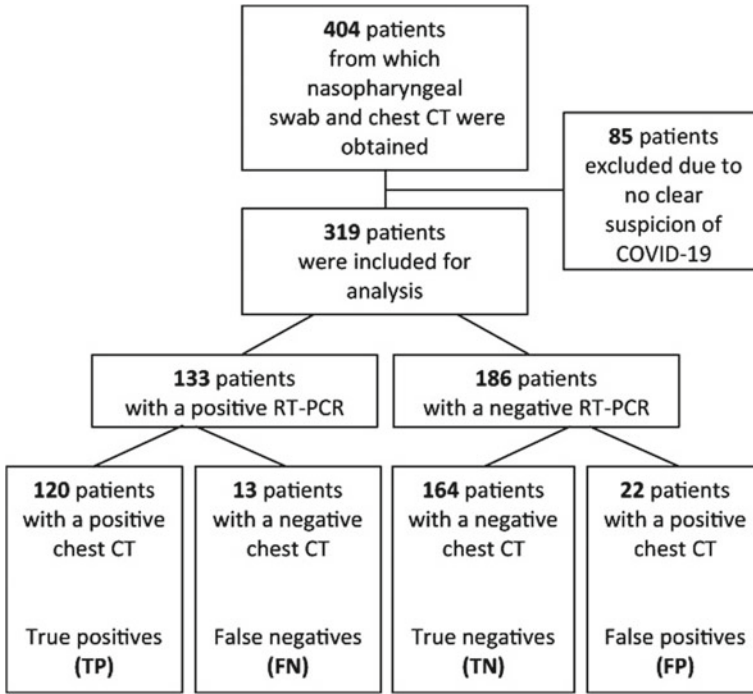 404 patients
from which
nasopharyngeal
swab and chest CT were
obtained
85 patients
excluded due to
no clear
suspicion of
COVID-19
319 patients
were included for
analysis
133 patients
with a positive RT-PCR
186 patients
with a negative RT-PCR
120 patients
with a positive
chest CT
True positives
(TP)
13 patients
with a negative
chest CT
False negatives
(FN)
164 patients
with a negative
chest CT
True negatives
(TN)
22 patients
with a positive
chest CT
False positives
(FP)